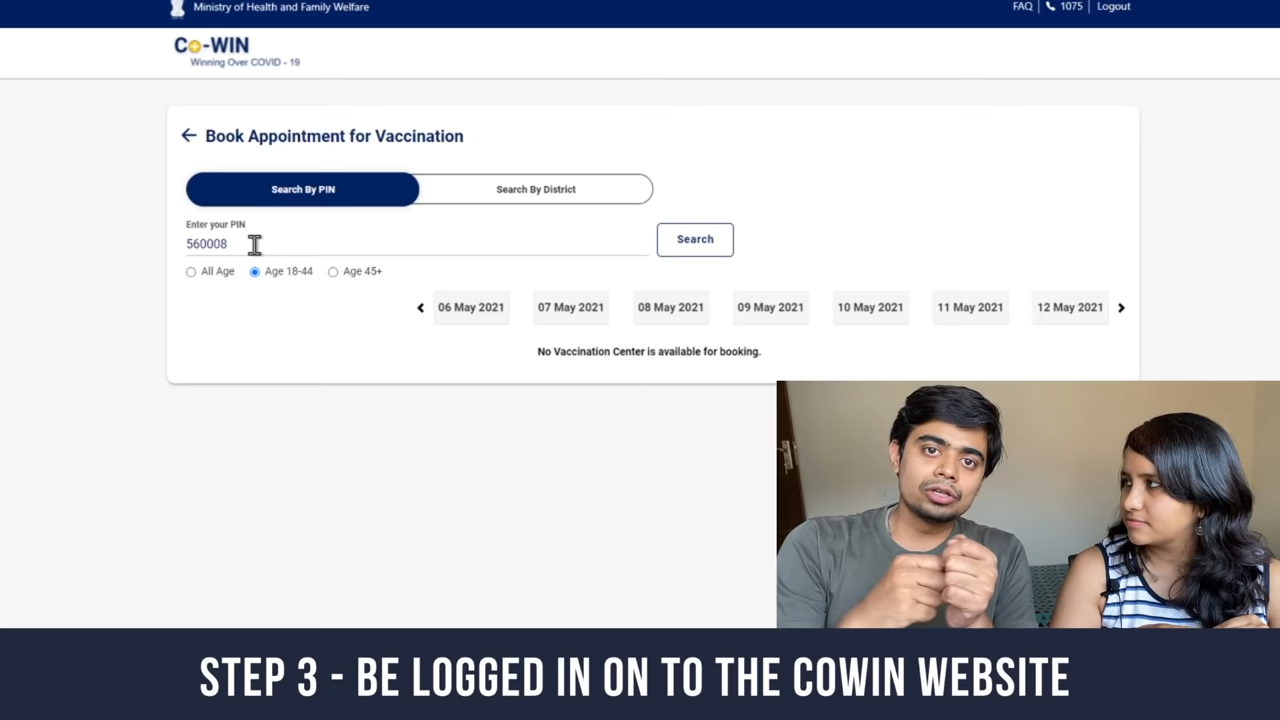 Ministry of Health and Family Welfare
FAQ | 1075 | Logout
Co-WIN
Winning Over COVID - 19
Book Appointment for Vaccination
Search By PIN
Search By District
Enter your PIN
560008
Search
All Age
Age 18-44
Age 45+
06 May 2021
07 May 2021
08 May 2021
09 May 2021
10 May 2021
11 May 2021
12 May 2021
No Vaccination Center is available for booking.
STEP 3 - BE LOGGED IN ON TO THE COWIN WEBSITE